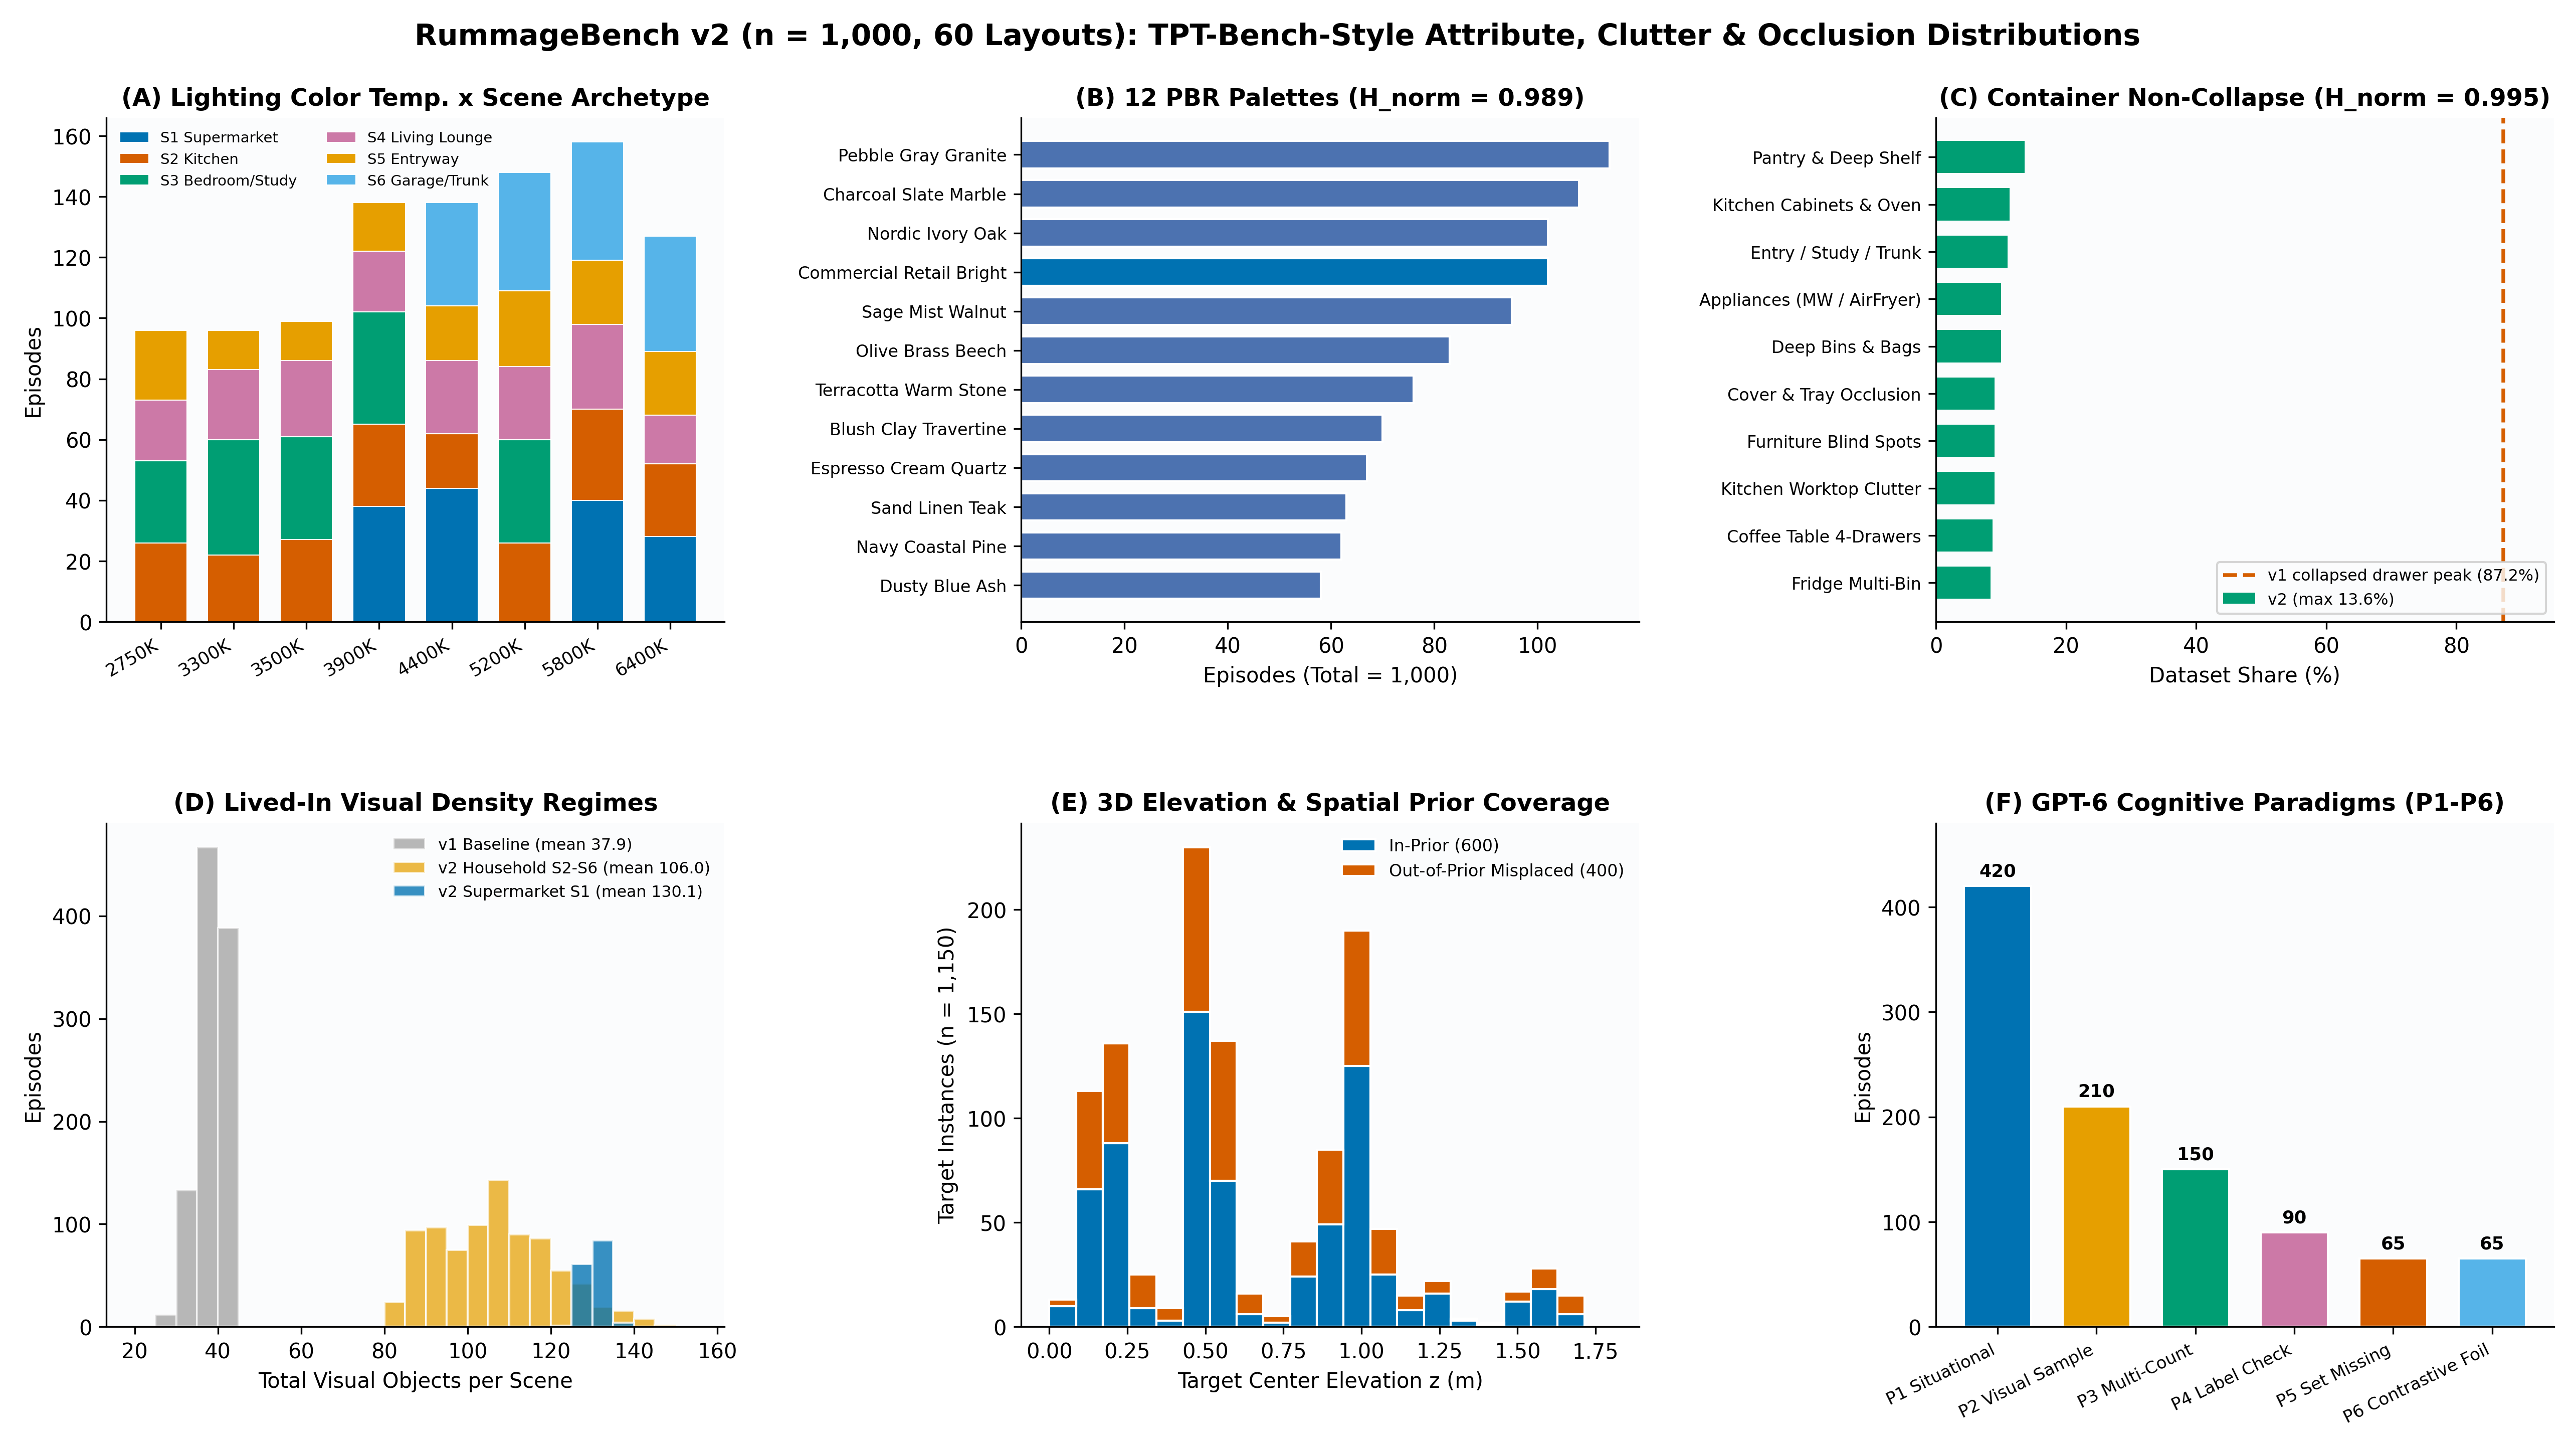 RummageBench v2 (n = 1,000, 60 Layouts): TPT-Bench-Style Attribute, Clutter & Occlusion Distributions
(A) Lighting Color Temp. x Scene Archetype
S1 Supermarket
S2 Kitchen
S3 Bedroom/Study
S4 Living Lounge
S5 Entryway
S6 Garage/Trunk
Episodes
160
140
120
100
80
60
40
20
0
2750K
3300K
3500K
3900K
4400K
5200K
5800K
6400K
(B) 12 PBR Palettes (H_norm = 0.989)
Pebble Gray Granite
Charcoal Slate Marble
Nordic Ivory Oak
Commercial Retail Bright
Sage Mist Walnut
Olive Brass Beech
Terracotta Warm Stone
Blush Clay Travertine
Espresso Cream Quartz
Sand Linen Teak
Navy Coastal Pine
Dusty Blue Ash
0
20
40
60
80
100
Episodes (Total = 1,000)
(C) Container Non-Collapse (H_norm = 0.995)
Pantry & Deep Shelf
Kitchen Cabinets & Oven
Entry / Study / Trunk
Appliances (MW / AirFryer)
Deep Bins & Bags
Cover & Tray Occlusion
Furniture Blind Spots
Kitchen Worktop Clutter
Coffee Table 4-Drawers
Fridge Multi-Bin
v1 collapsed drawer peak (87.2%)
v2 (max 13.6%)
0
20
40
60
80
Dataset Share (%)
(D) Lived-In Visual Density Regimes
v1 Baseline (mean 37.9)
v2 Household S2-S6 (mean 106.0)
v2 Supermarket S1 (mean 130.1)
Episodes
400
300
200
100
0
20
40
60
80
100
120
140
160
Total Visual Objects per Scene
(E) 3D Elevation & Spatial Prior Coverage
In-Prior (600)
Out-of-Prior Misplaced (400)
Target Instances (n = 1,150)
200
150
100
50
0
0.00
0.25
0.50
0.75
1.00
1.25
1.50
1.75
Target Center Elevation z (m)
(F) GPT-6 Cognitive Paradigms (P1-P6)
Episodes
400
300
200
100
0
420
210
150
90
65
65
P1 Situational
P2 Visual Sample
P3 Multi-Count
P4 Label Check
P5 Set Missing
P6 Contrastive Foil